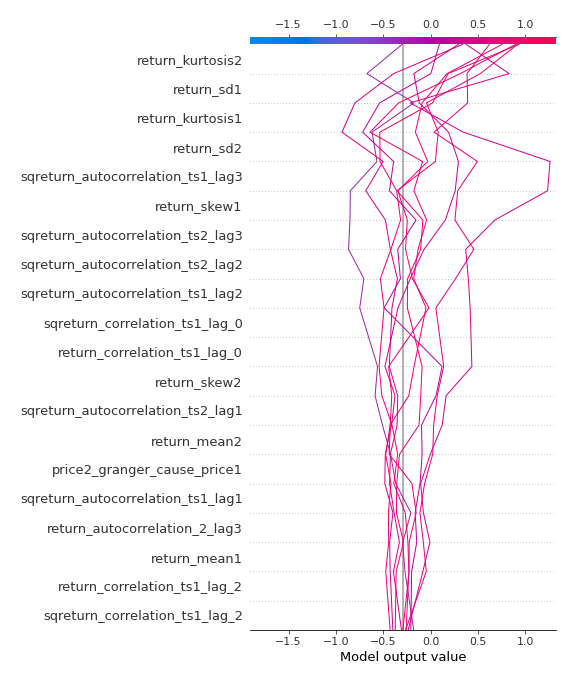 −1.5 −1.0 −0.5 0.0 0.5 1.0
return_kurtosis2
return_sd1
return_kurtosis1
return_sd2
sqreturn_autocorrelation_ts1_lag3
return_skew1
sqreturn_autocorrelation_ts2_lag3
sqreturn_autocorrelation_ts2_lag2
sqreturn_autocorrelation_ts1_lag2
sqreturn_correlation_ts1_lag_0
return_correlation_ts1_lag_0
return_skew2
sqreturn_autocorrelation_ts2_lag1
return_mean2
price2_granger_cause_price1
sqreturn_autocorrelation_ts1_lag1
return_autocorrelation_2_lag3
return_mean1
return_correlation_ts1_lag_2
sqreturn_correlation_ts1_lag_2
−1.5 −1.0 −0.5 0.0 0.5 1.0
Model output value